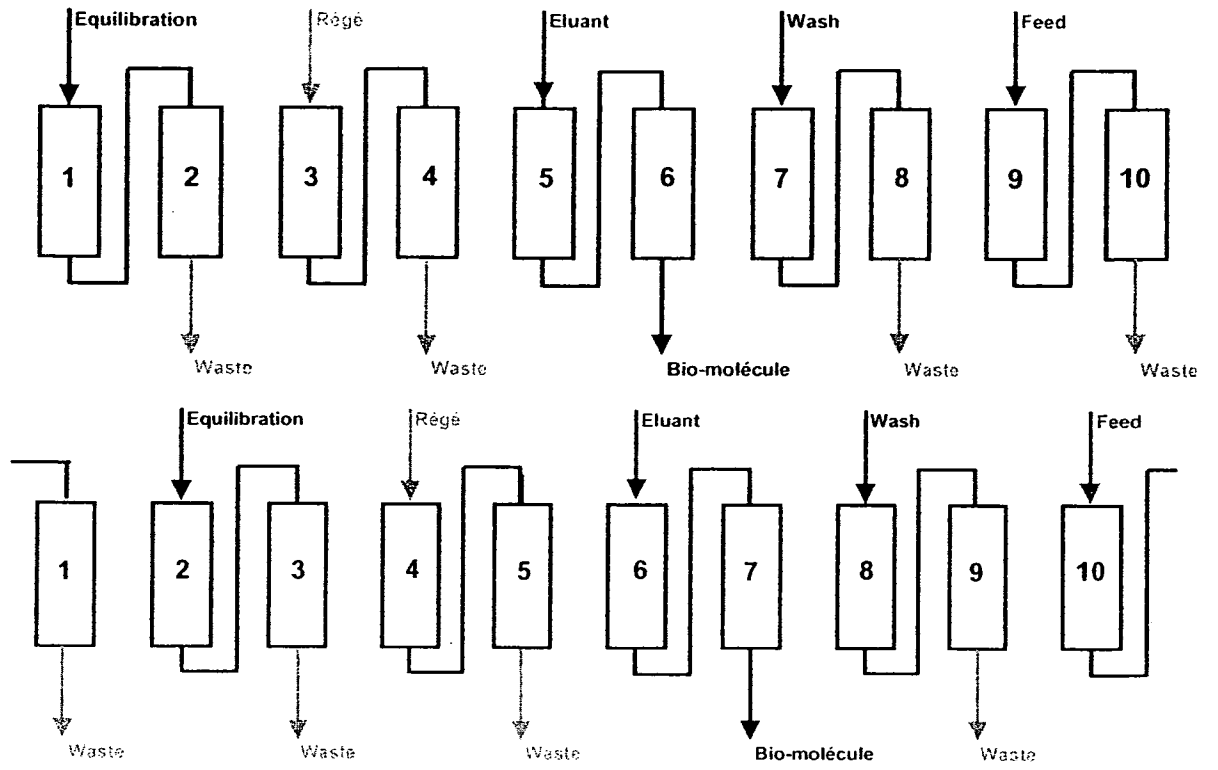 Equilibration Régé Eluant Wash Feed
1 2 3 4 5 6 7 8 9 10
Waste Waste Bio-molécule Waste Waste
Equilibration Régé Eluant Wash Feed
1 2 3 4 5 6 7 8 9 10
Waste Waste Waste Bio-molécule Waste